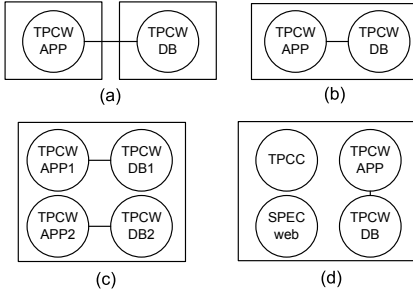 TPCW
APP
TPCW
DB
(a)
TPCW
APP
TPCW
DB
(b)
TPCW
APP1
TPCW
DB1
TPCW
APP2
TPCW
DB2
(c)
TPCC
TPCW
APP
SPEC
web
TPCW
DB
(d)